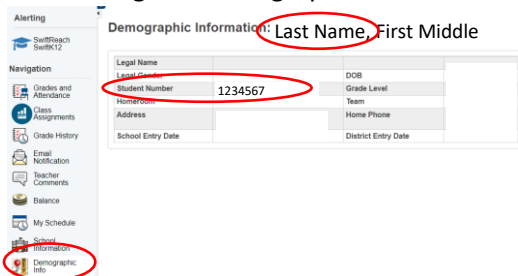 Alerting
SwiftReach
SwiftK12
Navigation
Grades and
Attendance
Class
Assignments
Grade History
Email
Notification
Teacher
Comments
Balance
My Schedule
School
Information
Demographic
Info
Demographic Information: Last Name, First Middle
Legal Name
Legal Gender DOB
Student Number 1234567 Grade Level
Homeroom Team
Address Home Phone
School Entry Date District Entry Date